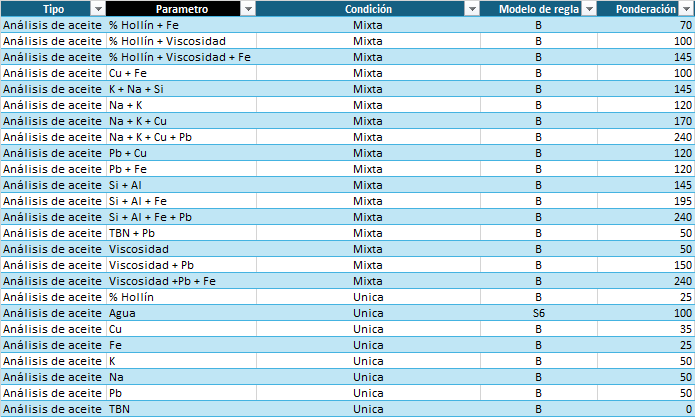 Tipo Parametro Condición Modelo de regla Ponderación
Análisis de aceite % Hollín + Fe Mixta B 70
Análisis de aceite % Hollín + Viscosidad Mixta B 100
Análisis de aceite % Hollín + Viscosidad + Fe Mixta B 145
Análisis de aceite Cu + Fe Mixta B 100
Análisis de aceite K + Na + Si Mixta B 145
Análisis de aceite Na + K Mixta B 120
Análisis de aceite Na + K + Cu Mixta B 170
Análisis de aceite Na + K + Cu + Pb Mixta B 240
Análisis de aceite Pb + Cu Mixta B 120
Análisis de aceite Pb + Fe Mixta B 120
Análisis de aceite Si + Al Mixta B 145
Análisis de aceite Si + Al + Fe Mixta B 195
Análisis de aceite Si + Al + Fe + Pb Mixta B 240
Análisis de aceite TBN + Pb Mixta B 50
Análisis de aceite Viscosidad Mixta B 50
Análisis de aceite Viscosidad + Pb Mixta B 150
Análisis de aceite Viscosidad +Pb + Fe Mixta B 240
Análisis de aceite % Hollín Unica B 25
Análisis de aceite Agua Unica S6 100
Análisis de aceite Cu Unica B 35
Análisis de aceite Fe Unica B 25
Análisis de aceite K Unica B 50
Análisis de aceite Na Unica B 50
Análisis de aceite Pb Unica B 50
Análisis de aceite TBN Unica B 0